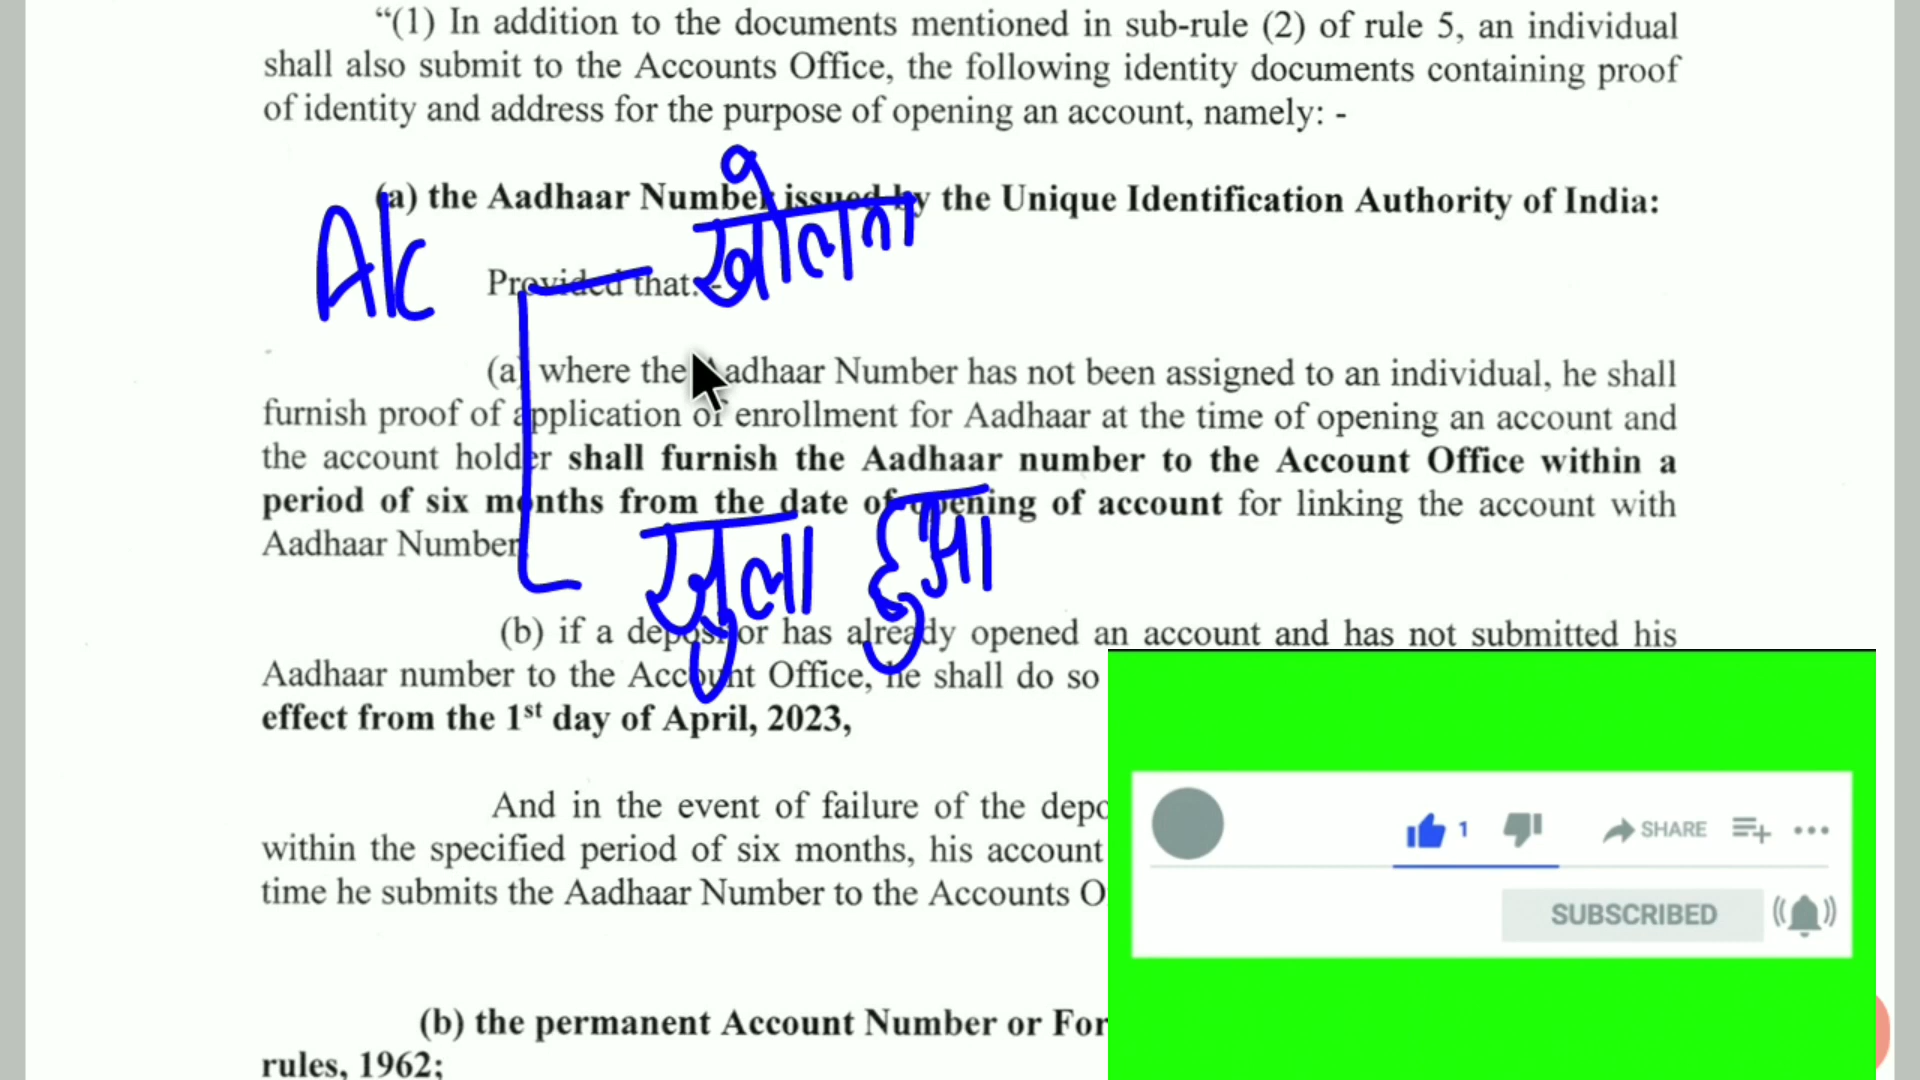 “(1) In addition to the documents mentioned in sub-rule (2) of rule 5, an individual
shall also submit to the Accounts Office, the following identity documents containing proof
of identity and address for the purpose of opening an account, namely: -
(a) the Aadhaar Number issued by the Unique Identification Authority of India:
A/c
खोलना
Provided that: -
(a) where the Aadhaar Number has not been assigned to an individual, he shall
furnish proof of application of enrollment for Aadhaar at the time of opening an account and
the account holder shall furnish the Aadhaar number to the Account Office within a
period of six months from the date of opening of account for linking the account with
Aadhaar Number
खुला हुआ
(b) if a depositor has already opened an account and has not submitted his
Aadhaar number to the Account Office, he shall do so
effect from the 1st day of April, 2023,
And in the event of failure of the depo
within the specified period of six months, his account
time he submits the Aadhaar Number to the Accounts O
(b) the permanent Account Number or For
rules, 1962;
1 SHARE
SUBSCRIBED